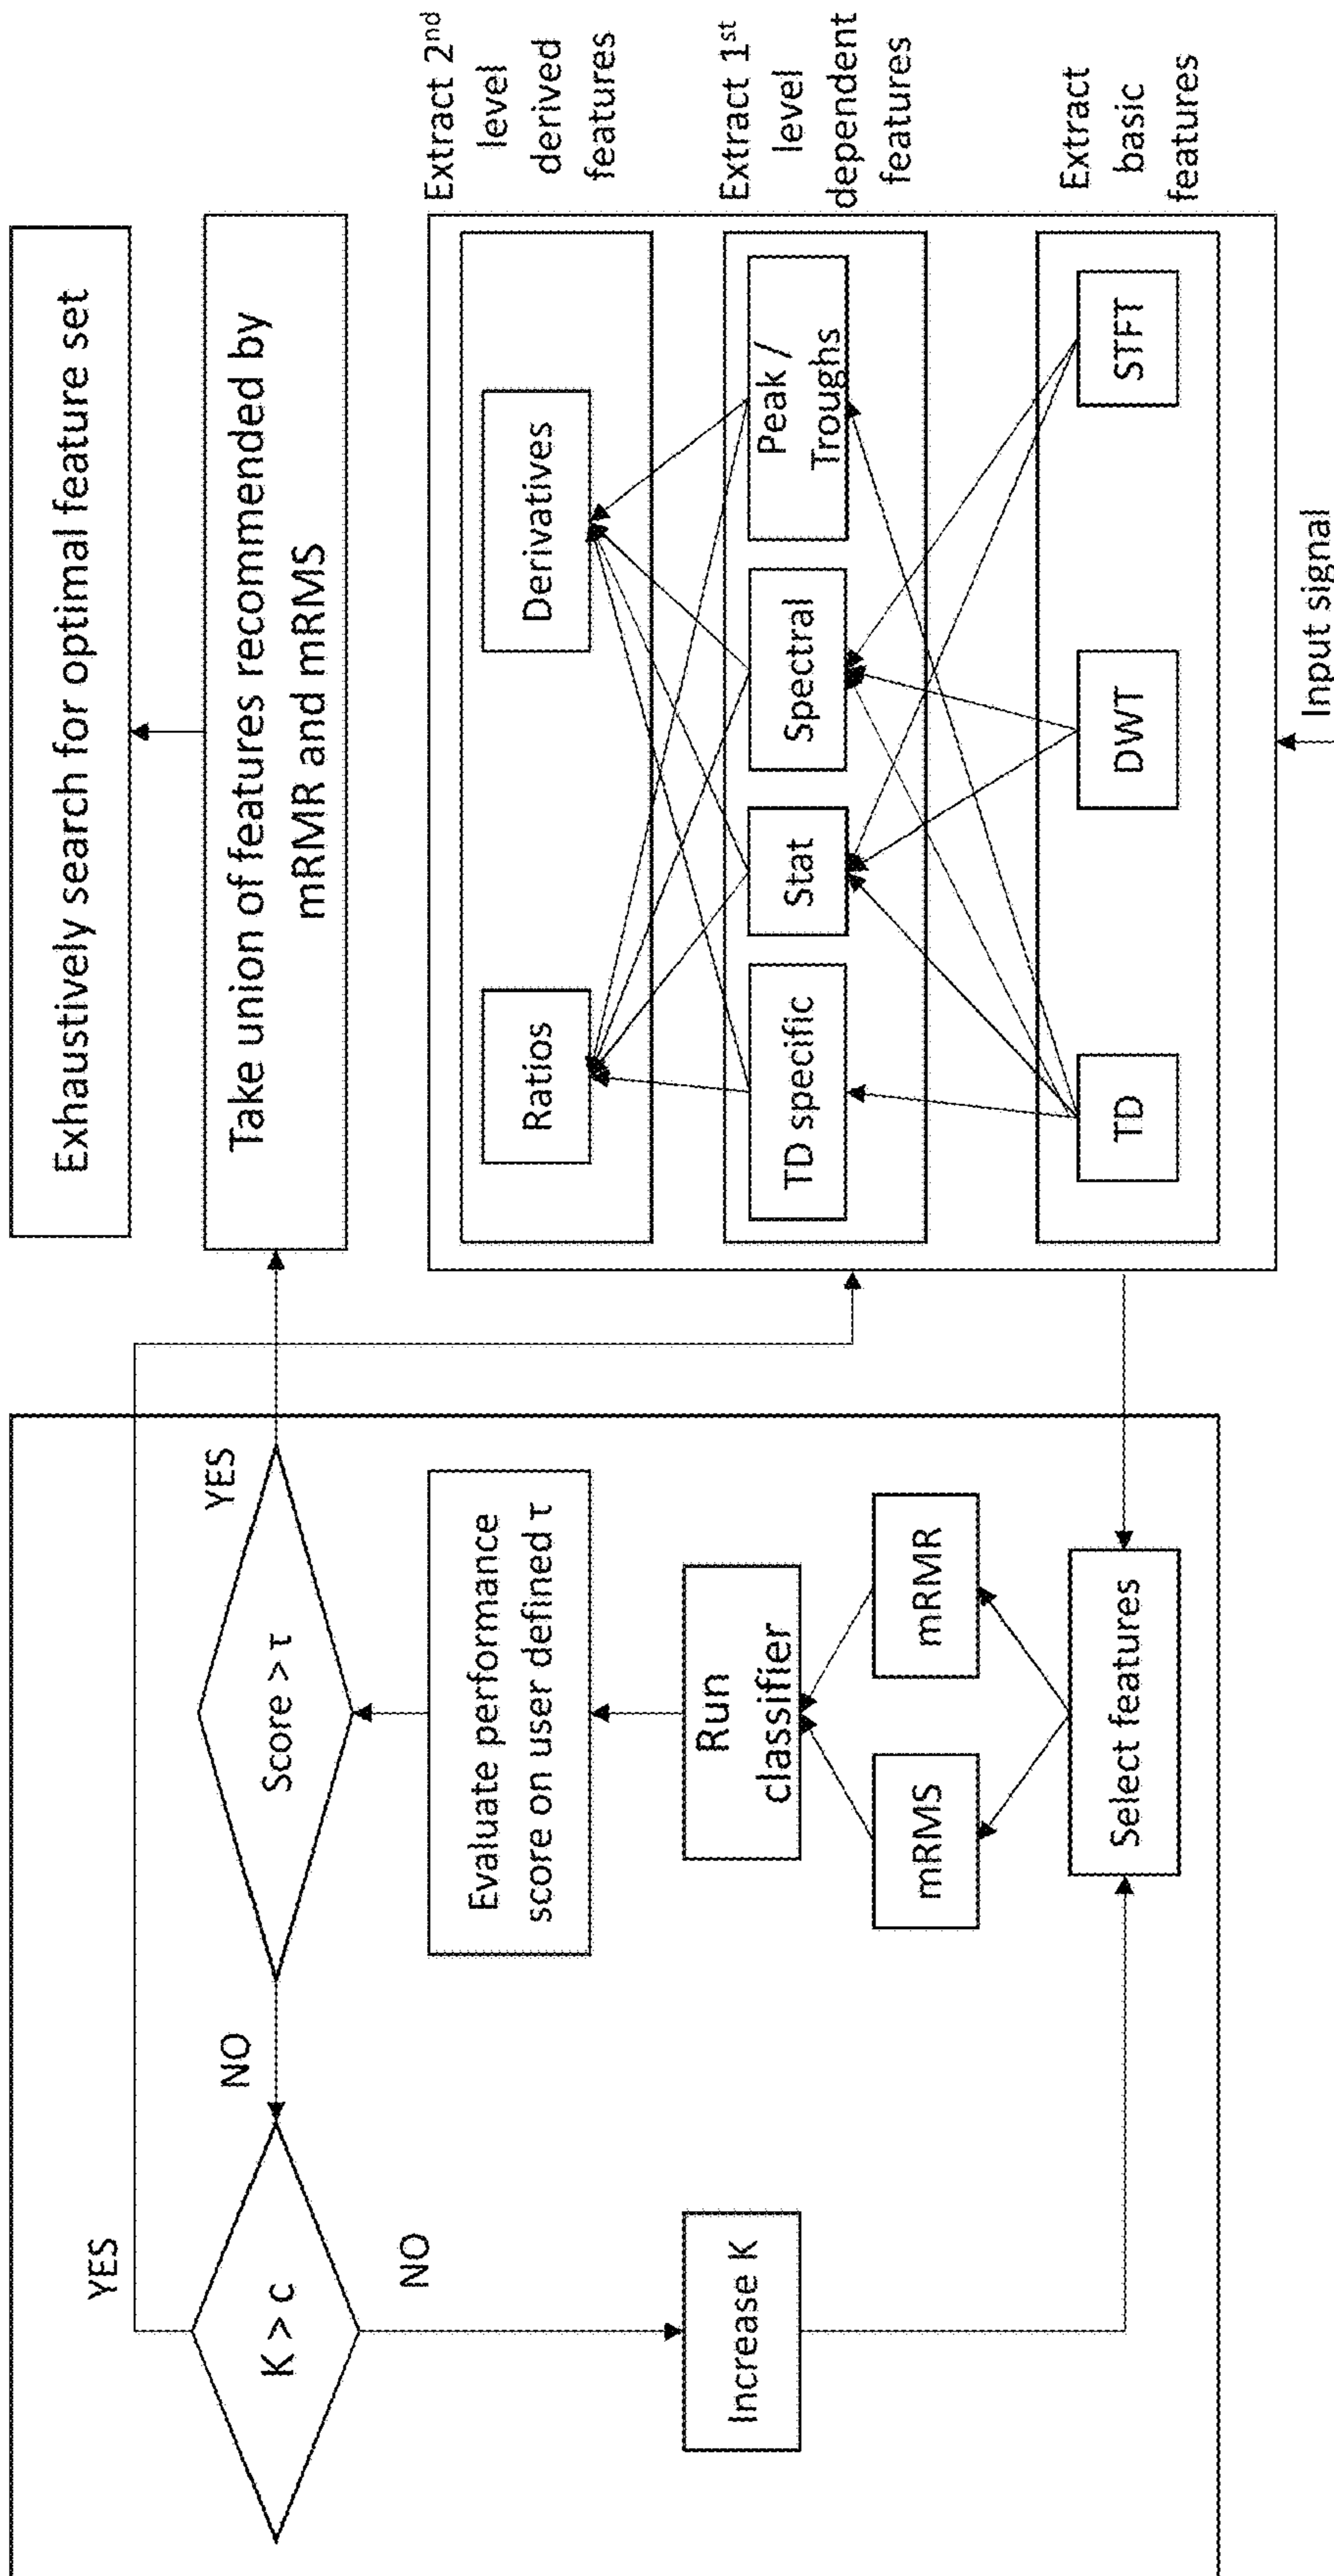 YES
K > C
NO
Increase K
NO
Score > τ
YES
Evaluate performance
score on user defined τ
Run
classifier
mRMS
mRMR
Select features
Exhaustively search for optimal feature set
Take union of features recommended by
mRMR and mRMS
Extract 2nd
level
derived
features
Ratios
Derivatives
Extract 1st
level
dependent
features
TD specific
Stat
Spectral
Peak /
Troughs
Extract
basic
features
TD
DWT
STFT
Input signal